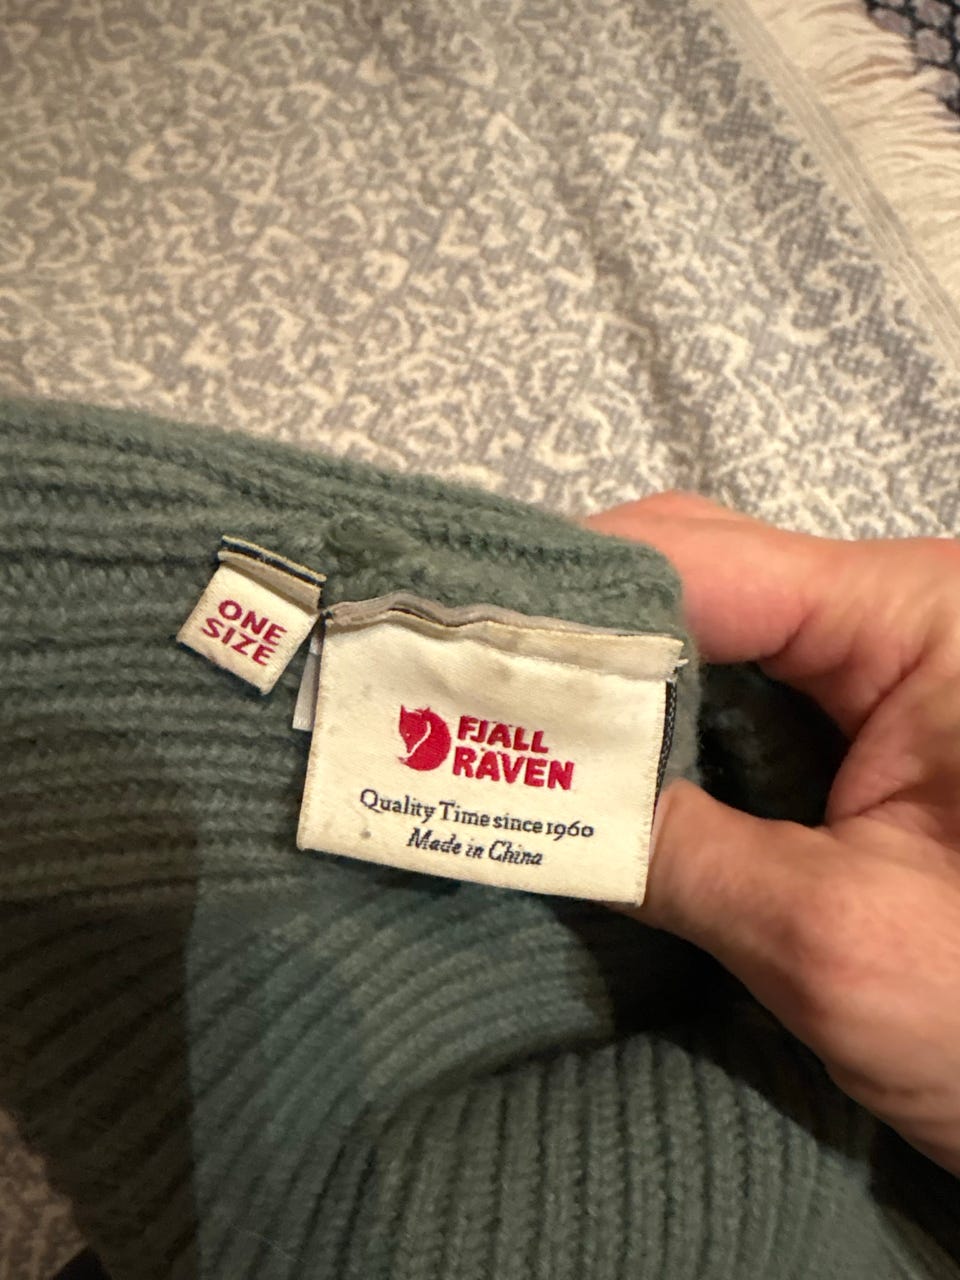 ONE
SIZE
FJÄLL
RÄVEN
Quality Time since 1960
Made in China